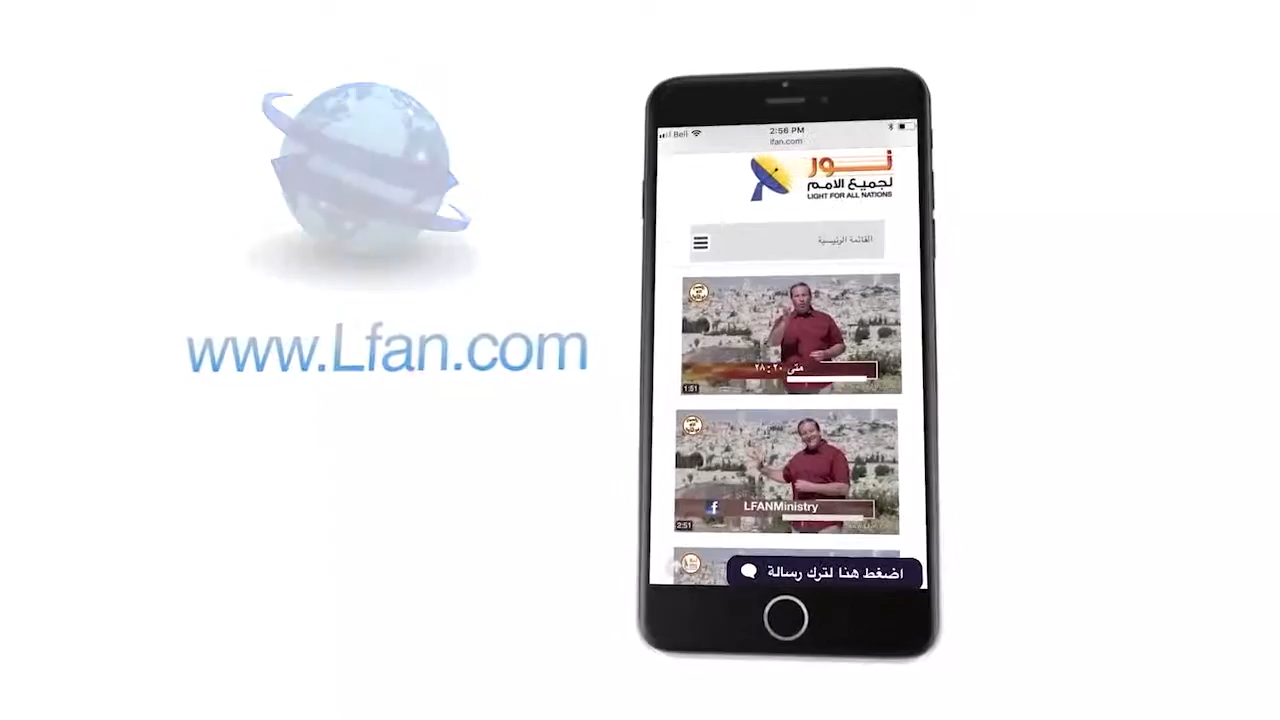 www.Lfan.com
Bell
2:56 PM
lfan.com
نور
لجميع الامم
LIGHT FOR ALL NATIONS
القائمة الرئيسية
متى ٢٠ : ٢٨
1:51
LFANMinistry
2:51
اضغط هنا لترك رسالة